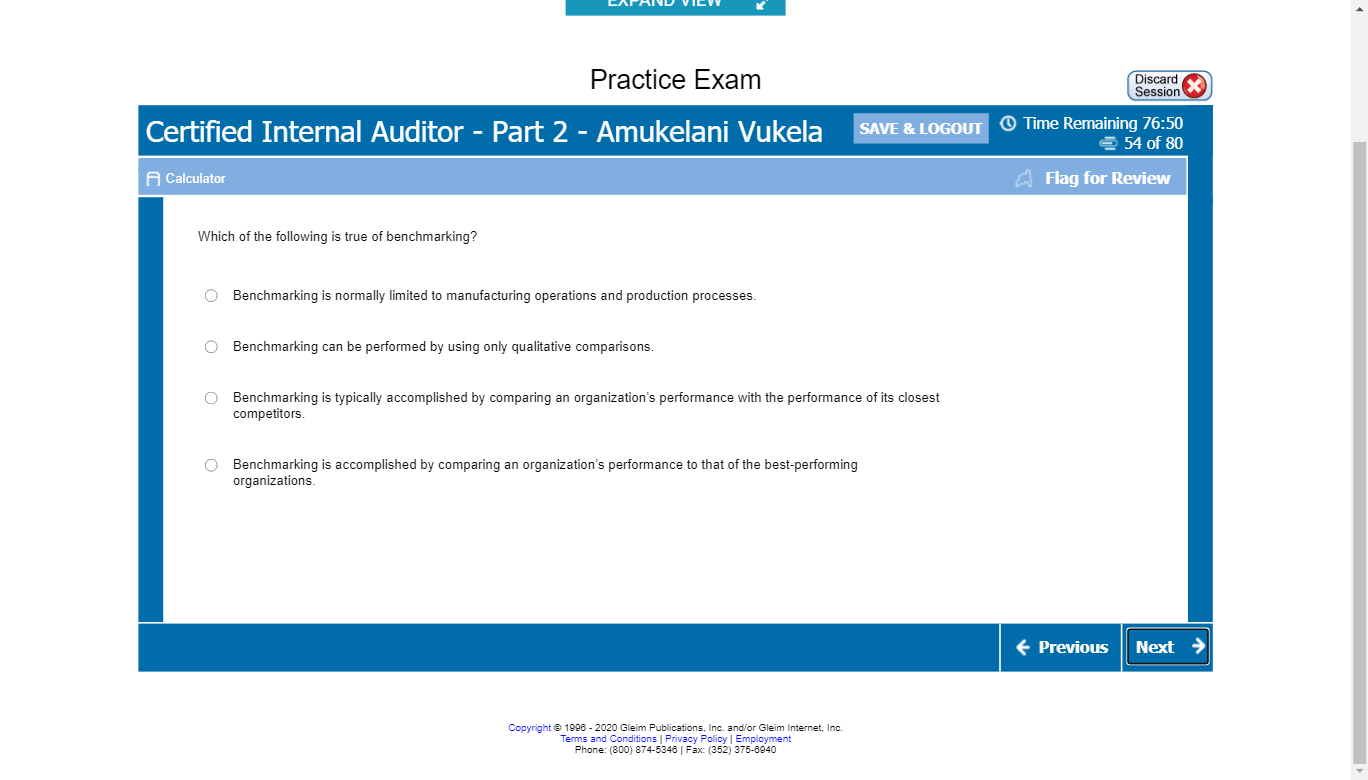 EXPAND VIEW
Practice Exam
Discard
Session
Certified Internal Auditor - Part 2 - Amukelani Vukela
SAVE & LOGOUT
Time Remaining 76:50
54 of 80
Calculator
Flag for Review
Which of the following is true of benchmarking?
Benchmarking is normally limited to manufacturing operations and production processes.
Benchmarking can be performed by using only qualitative comparisons.
Benchmarking is typically accomplished by comparing an organization's performance with the performance of its closest
competitors.
Benchmarking is accomplished by comparing an organization's performance to that of the best-performing
organizations.
Previous
Next
Copyright © 1996 - 2020 Gleim Publications, Inc. and/or Gleim Internet, Inc.
Terms and Conditions | Privacy Policy | Employment
Phone: (800) 874-5346 | Fax: (352) 375-6940